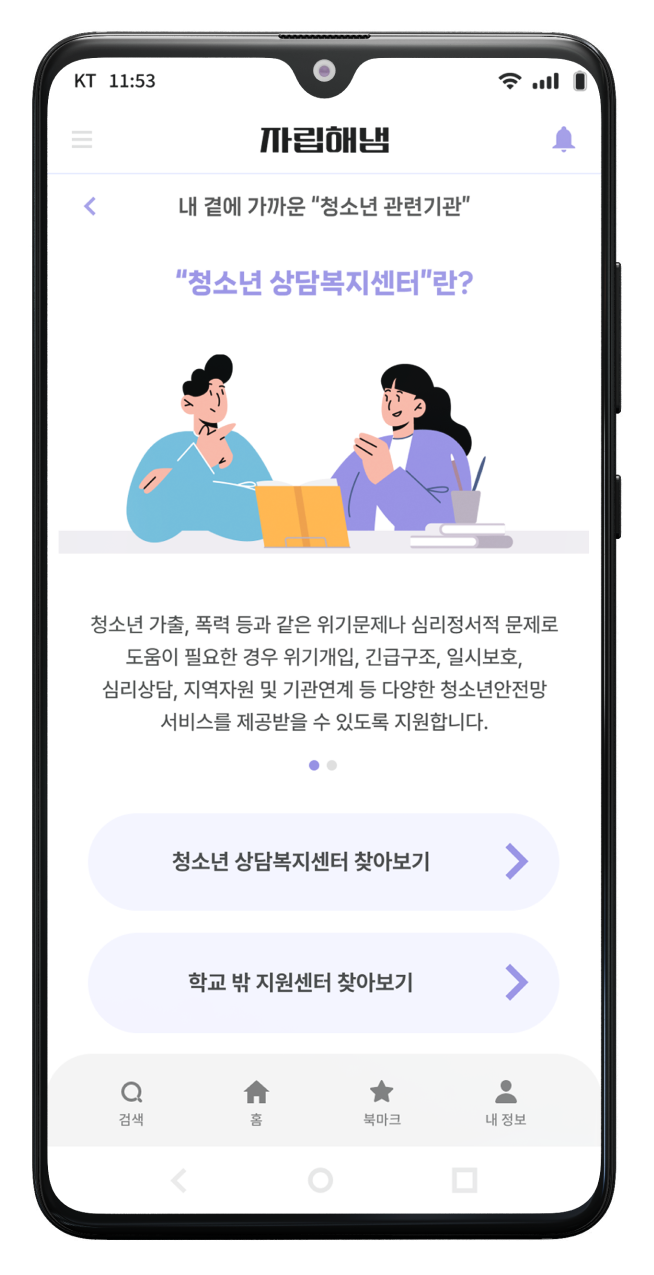 KT 11:53
자립해냄
내 곁에 가까운 “청소년 관련기관”
“청소년 상담복지센터”란?
청소년 가출, 폭력 등과 같은 위기문제나 심리정서적 문제로
도움이 필요한 경우 위기개입, 긴급구조, 일시보호,
심리상담, 지역자원 및 기관연계 등 다양한 청소년안전망
서비스를 제공받을 수 있도록 지원합니다.
청소년 상담복지센터 찾아보기
학교 밖 지원센터 찾아보기
검색 홈 북마크 내 정보